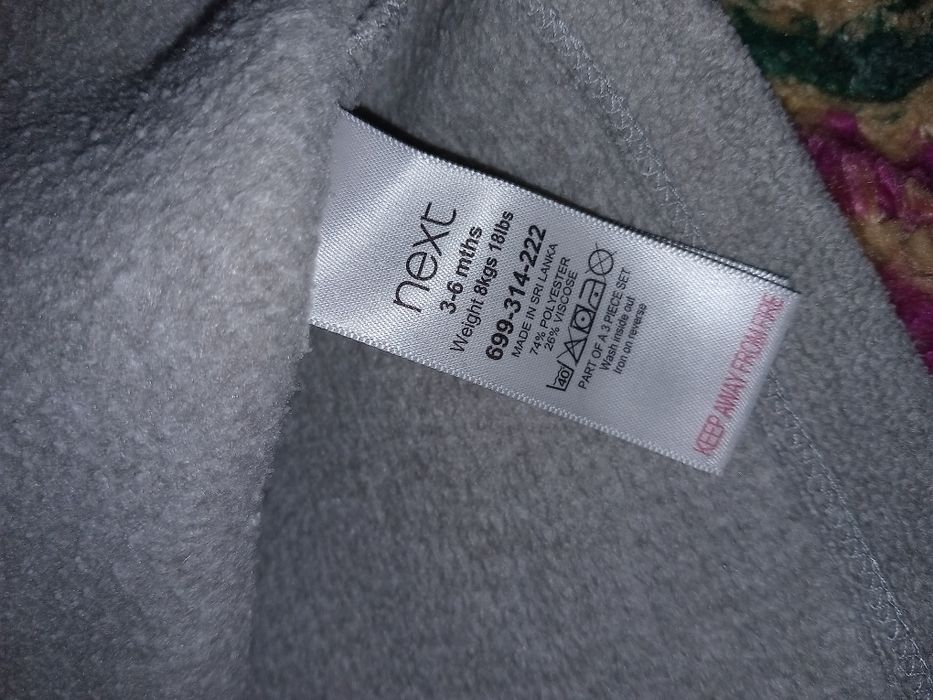 next
3-6 mths
Weight 8kgs 18lbs
699-314-222
MADE IN SRI LANKA
74% POLYESTER
26% VISCOSE
40
PART OF A 3 PIECE SET
Wash inside out
Iron on reverse
KEEP AWAY FROM FIRE